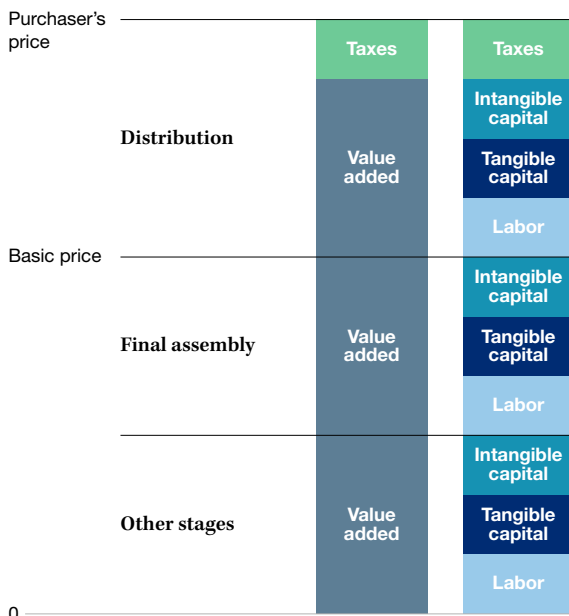 Purchaser's
price
Taxes
Taxes
Intangible
capital
Distribution
Value
added
Tangible
capital
Labor
Basic price
Intangible
capital
Final assembly
Value
added
Tangible
capital
Labor
Intangible
capital
Other stages
Value
added
Tangible
capital
Labor
0